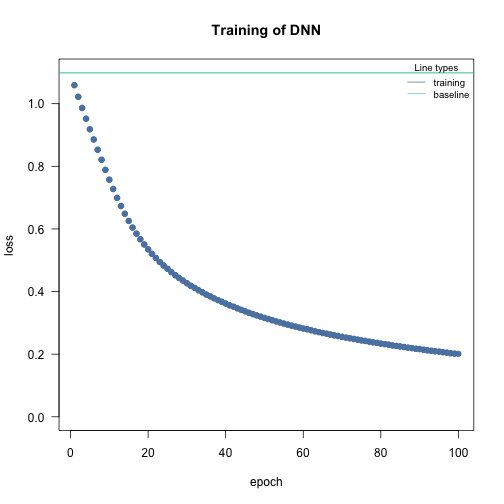 Training of DNN
Line types
training
baseline
1.0
0.8
0.6
0.4
0.2
0.0
loss
0 20 40 60 80 100
epoch